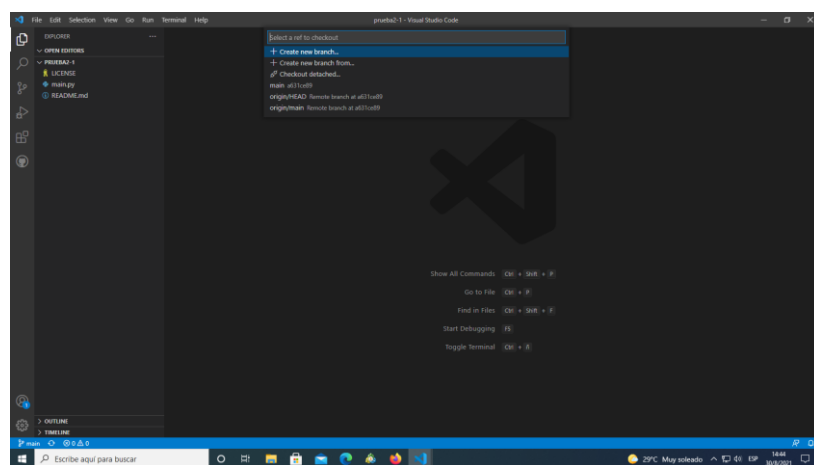 File Edit Selection View Go Run Terminal Help
prueba2-1 - Visual Studio Code
EXPLORER
OPEN EDITORS
PRUEBA2-1
LICENSE
main.py
README.md
Select a ref to checkout
+ Create new branch...
+ Create new branch from...
Checkout detached...
main a631ce89
origin/HEAD Remote branch at a631ce89
origin/main Remote branch at a631ce89
Show All Commands Ctrl + Shift + P
Go to File Ctrl + P
Find in Files Ctrl + Shift + F
Start Debugging F5
Toggle Terminal Ctrl + ñ
OUTLINE
TIMELINE
main 0 0
Escribe aquí para buscar
29°C Muy soleado
ESP
14:44
30/8/2021